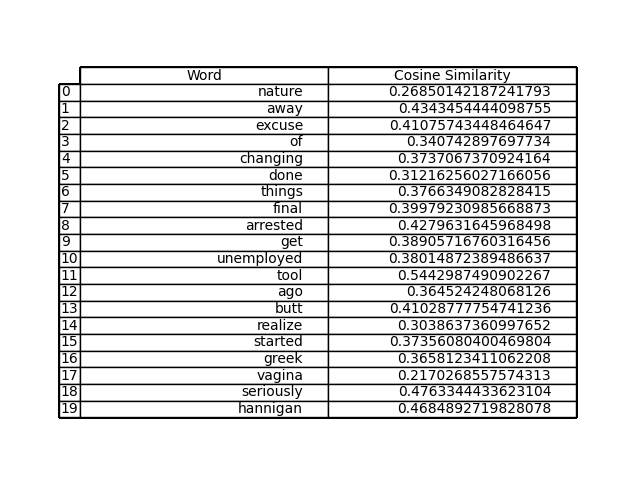 Word Cosine Similarity
0 nature 0.26850142187241793
1 away 0.4343454444098755
2 excuse 0.41075743448464647
3 of 0.340742897697734
4 changing 0.3737067370924164
5 done 0.31216256027166056
6 things 0.3766349082828415
7 final 0.39979230985668873
8 arrested 0.4279631645968498
9 get 0.38905716760316456
10 unemployed 0.38014872389486637
11 tool 0.5442987490902267
12 ago 0.364524248068126
13 butt 0.41028777754741236
14 realize 0.3038637360997652
15 started 0.37356080400469804
16 greek 0.3658123411062208
17 vagina 0.2170268557574313
18 seriously 0.4763344433623104
19 hannigan 0.4684892719828078